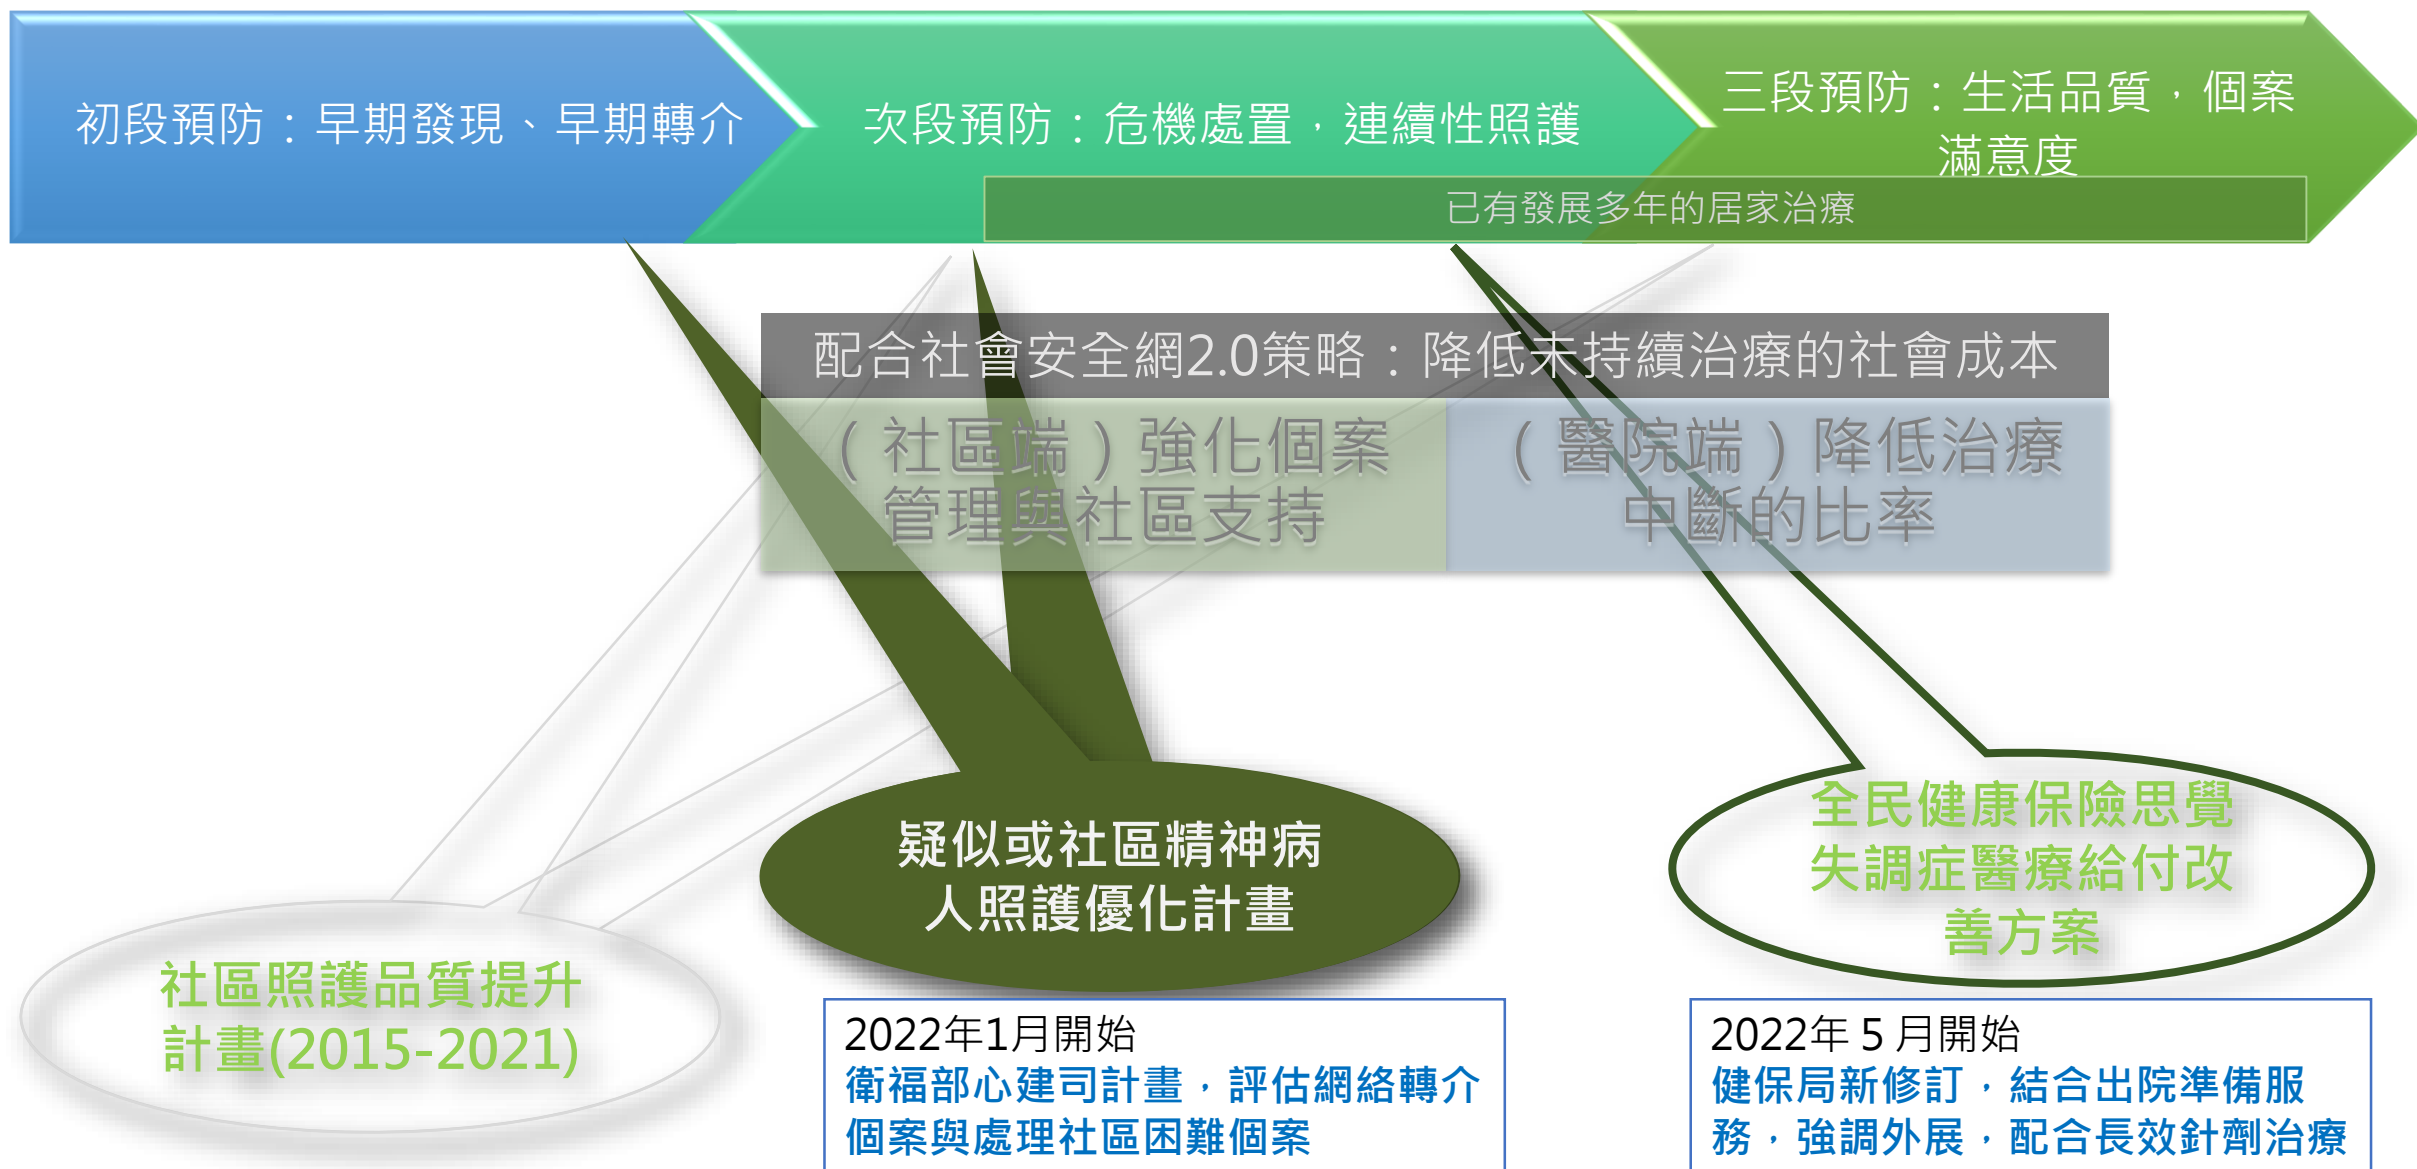 初段預防：早期發現、早期轉介
次段預防：危機處置，連續性照護
三段預防：生活品質，個案
滿意度
已有發展多年的居家治療
配合社會安全網2.0策略：降低未持續治療的社會成本
（社區端）強化個案
管理與社區支持
（醫院端）降低治療
中斷的比率
社區照護品質提升
計畫(2015-2021)
疑似或社區精神病
人照護優化計畫
2022年1月開始
衛福部心建司計畫，評估網絡轉介
個案與處理社區困難個案
全民健康保險思覺
失調症醫療給付改
善方案
2022年 5 月開始
健保局新修訂，結合出院準備服
務，強調外展，配合長效針劑治療